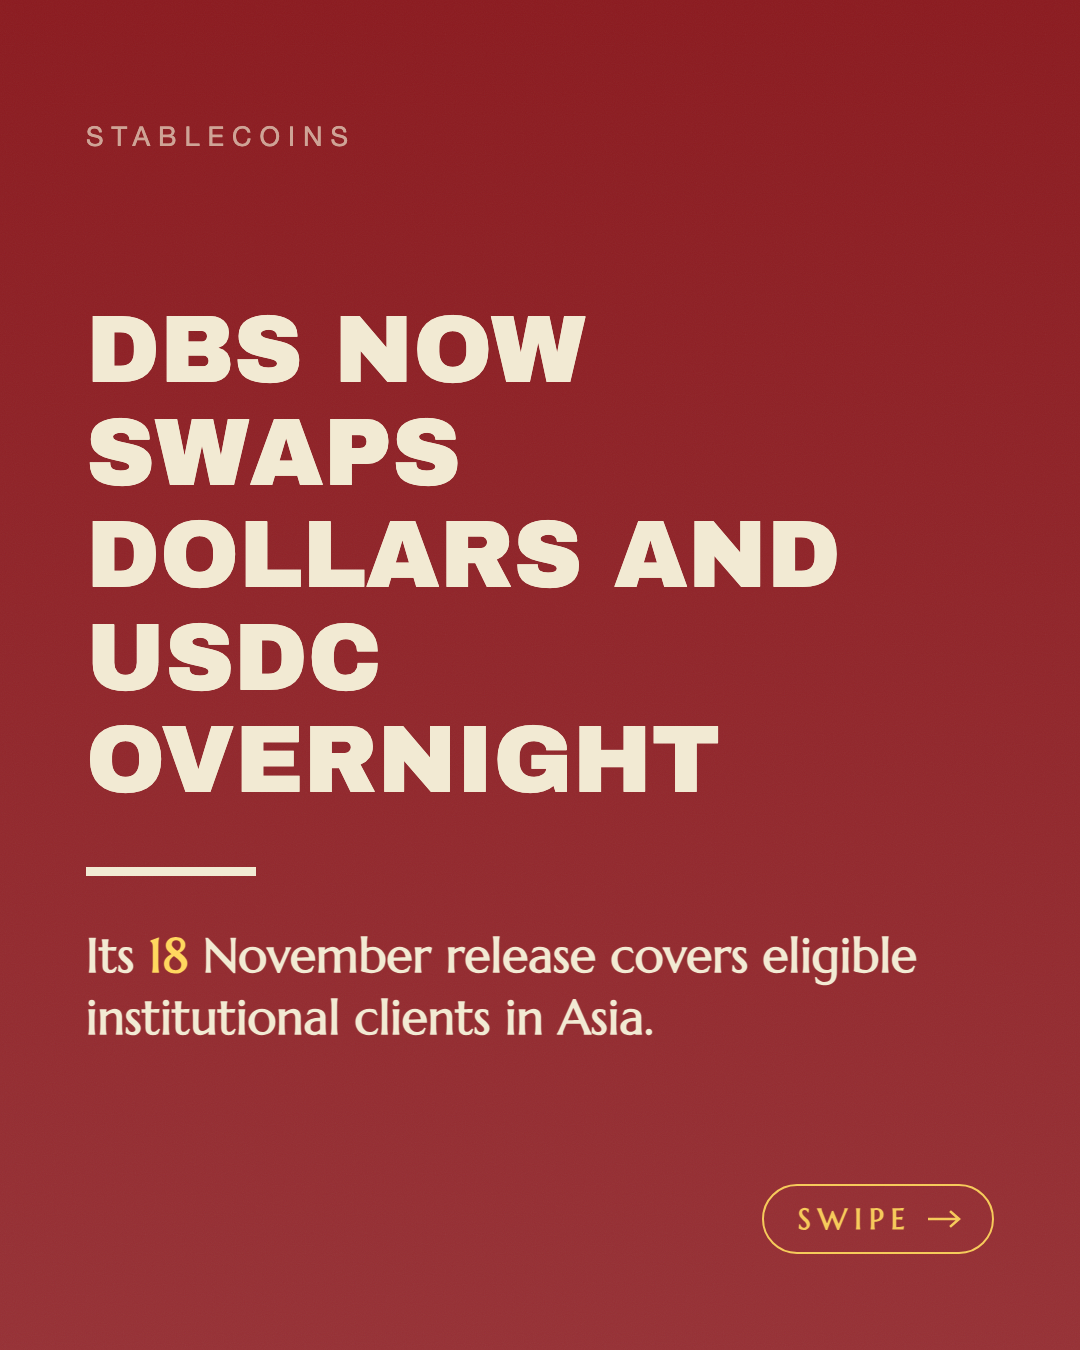 STABLECOINS
DBS NOW
SWAPS
DOLLARS AND
USDC
OVERNIGHT
Its 18 November release covers eligible
institutional clients in Asia.
SWIPE →